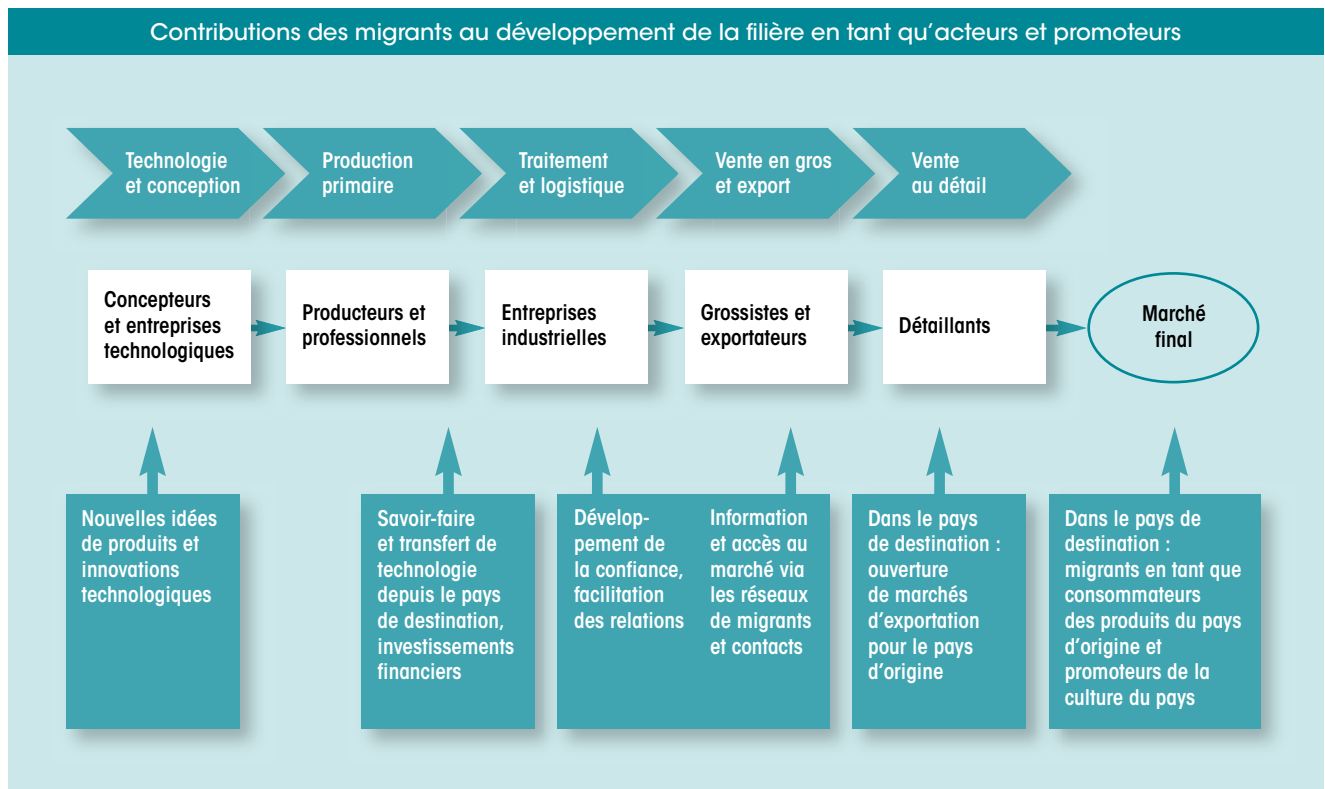 Contributions des migrants au développement de la filière en tant qu'acteurs et promoteurs
Technologie
et conception
Production
primaire
Traitement
et logistique
Vente en gros
et export
Vente
au détail
Concepteurs
et entreprises
technologiques
Producteurs et
professionnels
Entreprises
industrielles
Grossistes et
exportateurs
Détaillants
Marché
final
Nouvelles idées
de produits et
innovations
technologiques
Savoir-faire
et transfert de
technologie
depuis le pays
de destination,
investissements
financiers
Dévelop-
pement de
la confiance,
facilitation
des relations
Information
et accès au
marché via
les réseaux
de migrants
et contacts
Dans le pays
de destination :
ouverture
de marchés
d'exportation
pour le pays
d'origine
Dans le pays de
destination :
migrants en tant que
consommateurs
des produits du pays
d'origine et
promoteurs de la
culture du pays